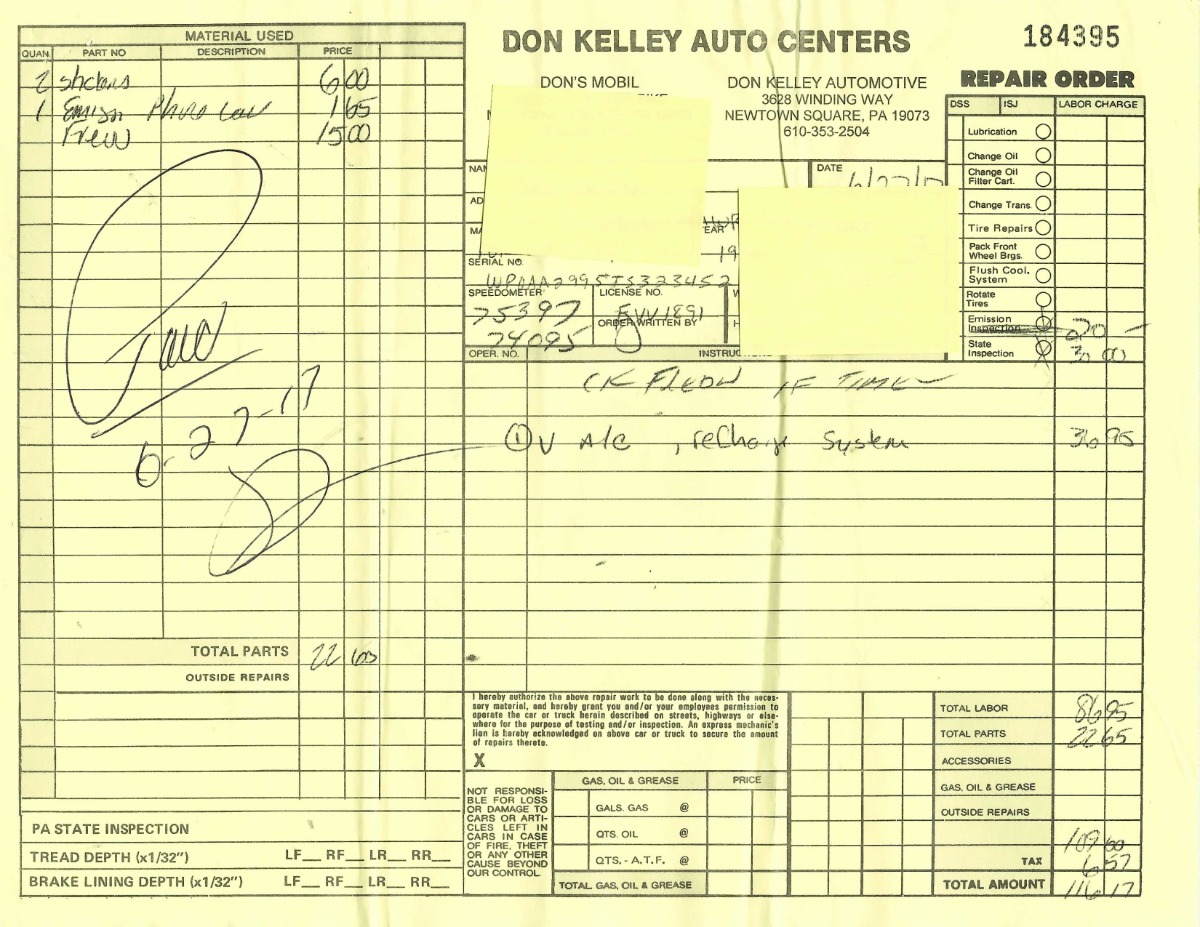 MATERIAL USED
QUAN. PART NO DESCRIPTION PRICE
2 stickers 6 00
1 1 65
Freon 15 00
Paid
6-27-17
TOTAL PARTS 22 65
OUTSIDE REPAIRS
PA STATE INSPECTION
TREAD DEPTH (x1/32") LF__ RF__ LR__ RR__
BRAKE LINING DEPTH (x1/32") LF__ RF__ LR__ RR__
DON KELLEY AUTO CENTERS
184395
DON'S MOBIL
DON KELLEY AUTOMOTIVE
3628 WINDING WAY
NEWTOWN SQUARE, PA 19073
610-353-2504
REPAIR ORDER
DATE
SERIAL NO.
WP0AA2995TS323452
SPEEDOMETER LICENSE NO.
75397
ORDER WRITTEN BY
74095
OPER. NO.
DSS ISJ LABOR CHARGE
Lubrication
Change Oil
Change Oil
Filter Cart.
Change Trans.
Tire Repairs
Pack Front
Wheel Brgs.
Flush Cool.
System
Rotate
Tires
Emission
Inspection 20 -
State
Inspection 30 00
CK FREON IF TIME
① V A/C, reCharge System 36 95
I hereby authorize the above repair work to be done along with the neces-
sary material, and hereby grant you and/or your employees permission to
operate the car or truck herein described on streets, highways or else-
where for the purpose of testing and/or inspection. An express mechanic's
lien is hereby acknowledged on above car or truck to secure the amount
of repairs thereto.
X
NOT RESPONSI-
BLE FOR LOSS
OR DAMAGE TO
CARS OR ARTI-
CLES LEFT IN
CARS IN CASE
OF FIRE, THEFT
OR ANY OTHER
CAUSE BEYOND
OUR CONTROL.
GAS, OIL & GREASE PRICE
GALS. GAS @
QTS. OIL @
QTS. - A.T.F. @
TOTAL GAS, OIL & GREASE
TOTAL LABOR 86 95
TOTAL PARTS 22 65
ACCESSORIES
GAS, OIL & GREASE
OUTSIDE REPAIRS
109 60
TAX 6 57
TOTAL AMOUNT 116 17